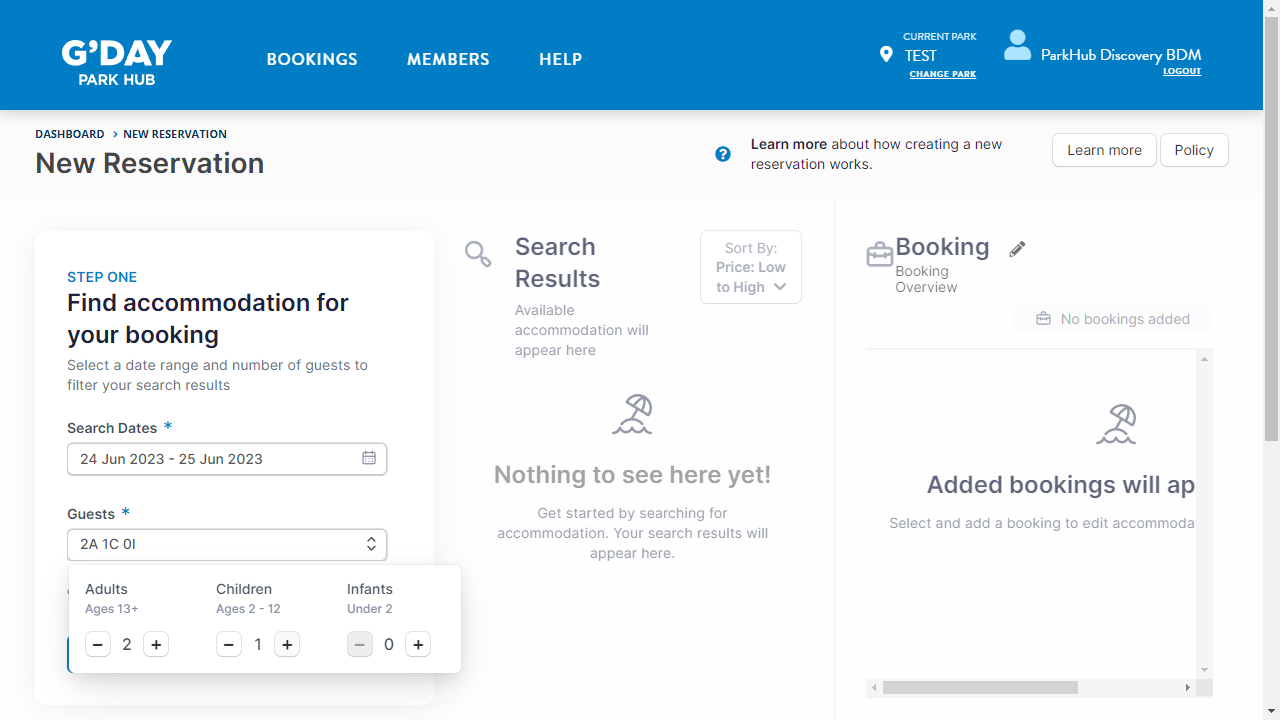 G'DAY
PARK HUB
BOOKINGS
MEMBERS
HELP
CURRENT PARK
TEST
CHANGE PARK
ParkHub Discovery BDM
LOGOUT
DASHBOARD > NEW RESERVATION
New Reservation
Learn more about how creating a new
reservation works.
Learn more
Policy
STEP ONE
Find accommodation for
your booking
Select a date range and number of guests to
filter your search results
Search Dates *
24 Jun 2023 - 25 Jun 2023
Guests *
2A 1C 0I
Adults
Ages 13+
2
Children
Ages 2 - 12
1
Infants
Under 2
0
Search
Results
Available
accommodation will
appear here
Sort By:
Price: Low
to High
Nothing to see here yet!
Get started by searching for
accommodation. Your search results will
appear here.
Booking
Booking
Overview
No bookings added
Added bookings will ap
Select and add a booking to edit accommoda